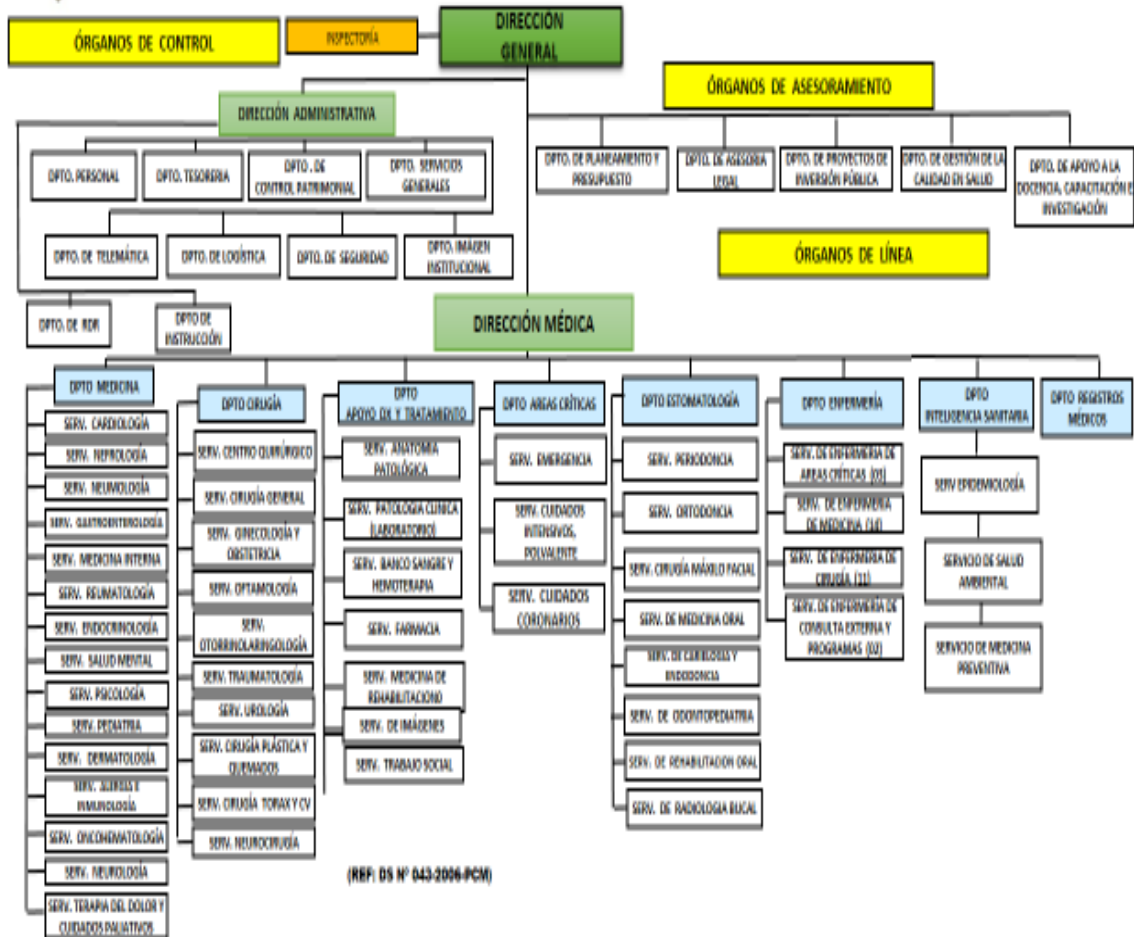 DIRECCIÓN
GENERAL
ÓRGANOS DE CONTROL
INSPECTORÍA
ÓRGANOS DE ASESORAMIENTO
DIRECCIÓN ADMINISTRATIVA
DPTO. PERSONAL
DPTO. TESORERIA
DPTO. DE
CONTROL PATRIMONIAL
DPTO. SERVICIOS
GENERALES
DPTO. DE PLANEAMIENTO Y
PRESUPUESTO
DPTO. DE ASESORIA
LEGAL
DPTO. DE PROYECTOS DE
INVERSIÓN PÚBLICA
DPTO. DE GESTIÓN DE LA
CALIDAD EN SALUD
DPTO. DE APOYO A LA
DOCENCIA, CAPACITACIÓN E
INVESTIGACIÓN
DPTO. DE TELEMÁTICA
DPTO. DE LOGÍSTICA
DPTO. DE SEGURIDAD
DPTO. IMÁGEN
INSTITUCIONAL
ÓRGANOS DE LÍNEA
DPTO. DE RDR
DPTO DE
INSTRUCCIÓN
DIRECCIÓN MÉDICA
DPTO MEDICINA
SERV. CARDIOLOGÍA
SERV. NEFROLOGÍA
SERV. NEUMOLOGÍA
SERV. GASTROENTEROLOGÍA
SERV. MEDICINA INTERNA
SERV. REUMATOLOGÍA
SERV. ENDOCRINOLOGÍA
SERV. SALUD MENTAL
SERV. PSICOLOGÍA
SERV. PEDIATRIA
SERV. DERMATOLOGÍA
SERV. ALERGIA E
INMUNOLOGÍA
SERV. ONCOHEMATOLOGÍA
SERV. NEUROLOGÍA
SERV. TERAPIA DEL DOLOR Y
CUIDADOS PALIATIVOS
DPTO CIRUGÍA
SERV. CENTRO QUIRÚRGICO
SERV. CIRUGÍA GENERAL
SERV. GINECOLOGÍA Y
OBSTETRICIA
SERV. OFTAMOLOGÍA
SERV.
OTORRINOLARINGOLOGÍA
SERV. TRAUMATOLOGÍA
SERV. UROLOGÍA
SERV. CIRUGÍA PLÁSTICA Y
QUEMADOS
SERV. CIRUGÍA TORAX Y CV
SERV. NEUROCIRUGÍA
DPTO
APOYO DX Y TRATAMIENTO
SERV. ANATOMIA
PATOLÓGICA
SERV. PATOLOGIA CLINICA
(LABORATORIO)
SERV. BANCO SANGRE Y
HEMOTERAPIA
SERV. FARMACIA
SERV. MEDICINA DE
REHABILITACIONO
SERV. DE IMÁGENES
SERV. TRABAJO SOCIAL
DPTO AREAS CRÍTICAS
SERV. EMERGENCIA
SERV. CUIDADOS
INTENSIVOS,
POLVALENTE
SERV. CUIDADOS
CORONARIOS
DPTO ESTOMATOLOGÍA
SERV. PERIODONCIA
SERV. ORTODONCIA
SERV. CIRUGÍA MÁXILO FACIAL
SERV. DE MEDICINA ORAL
SERV. DE CARIOLOGIA Y
ENDODONCIA
SERV. DE ODONTOPEDIATRIA
SERV. DE REHABILITACION ORAL
SERV. DE RADIOLOGIA BUCAL
DPTO ENFERMERÍA
SERV. DE ENFERMERIA DE
AREAS CRÍTICAS
SERV. DE ENFERMERIA
DE MEDICINA
SERV. DE ENFERMERIA DE
CIRUGÍA (11)
SERV. DE ENFERMERÍA DE
CONSULTA EXTERNA Y
PROGRAMAS
DPTO
INTELIGENCIA SANITARIA
SERV EPIDEMIOLOGÍA
SERVICIO DE SALUD
AMBIENTAL
SERVICIO DE MEDICINA
PREVENTIVA
DPTO REGISTROS
MÉDICOS
(REF: DS Nº 043-2006-PCM)